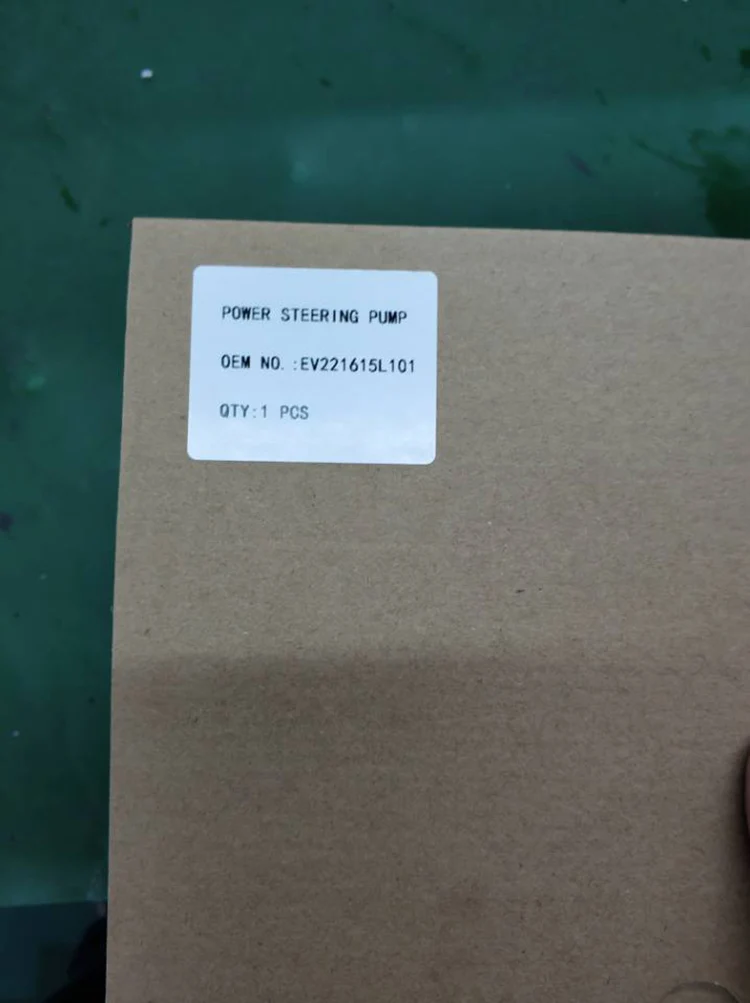 POWER STEERING PUMP
OEM NO.:EV221615L101
QTY:1 PCS